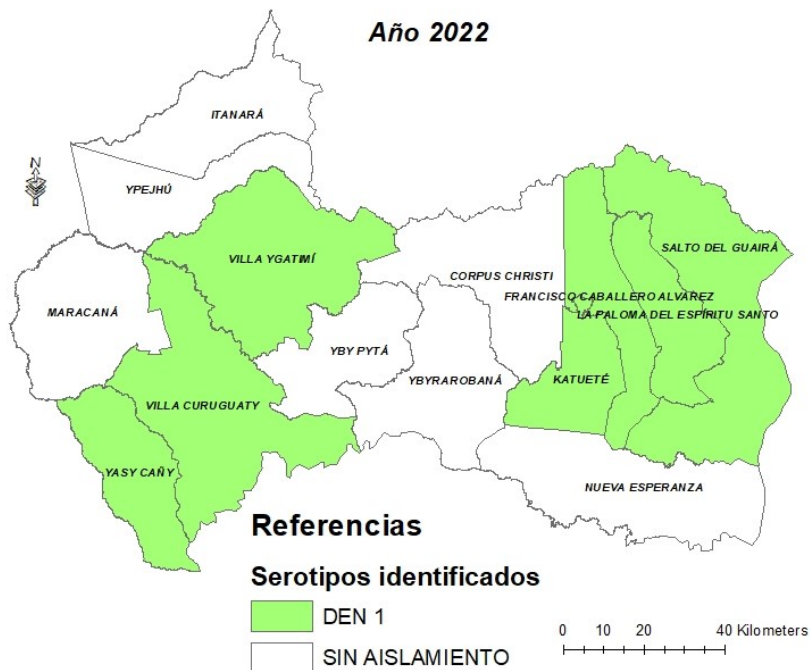 Año 2022
ITANARÁ
N
YPEJHÚ
VILLA YGATIMÍ
SALTO DEL GUAIRÁ
CORPUS CHRISTI
MARACANÁ
FRANCISCO CABALLERO ALVAREZ
LA PALOMA DEL ESPÍRITU SANTO
YBY PYTÁ
YBYRAROBANÁ
KATUETÉ
VILLA CURUGUATY
YASY CAÑY
NUEVA ESPERANZA
Referencias
Serotipos identificados
DEN 1
SIN AISLAMIENTO
0 10 20 40 Kilometers